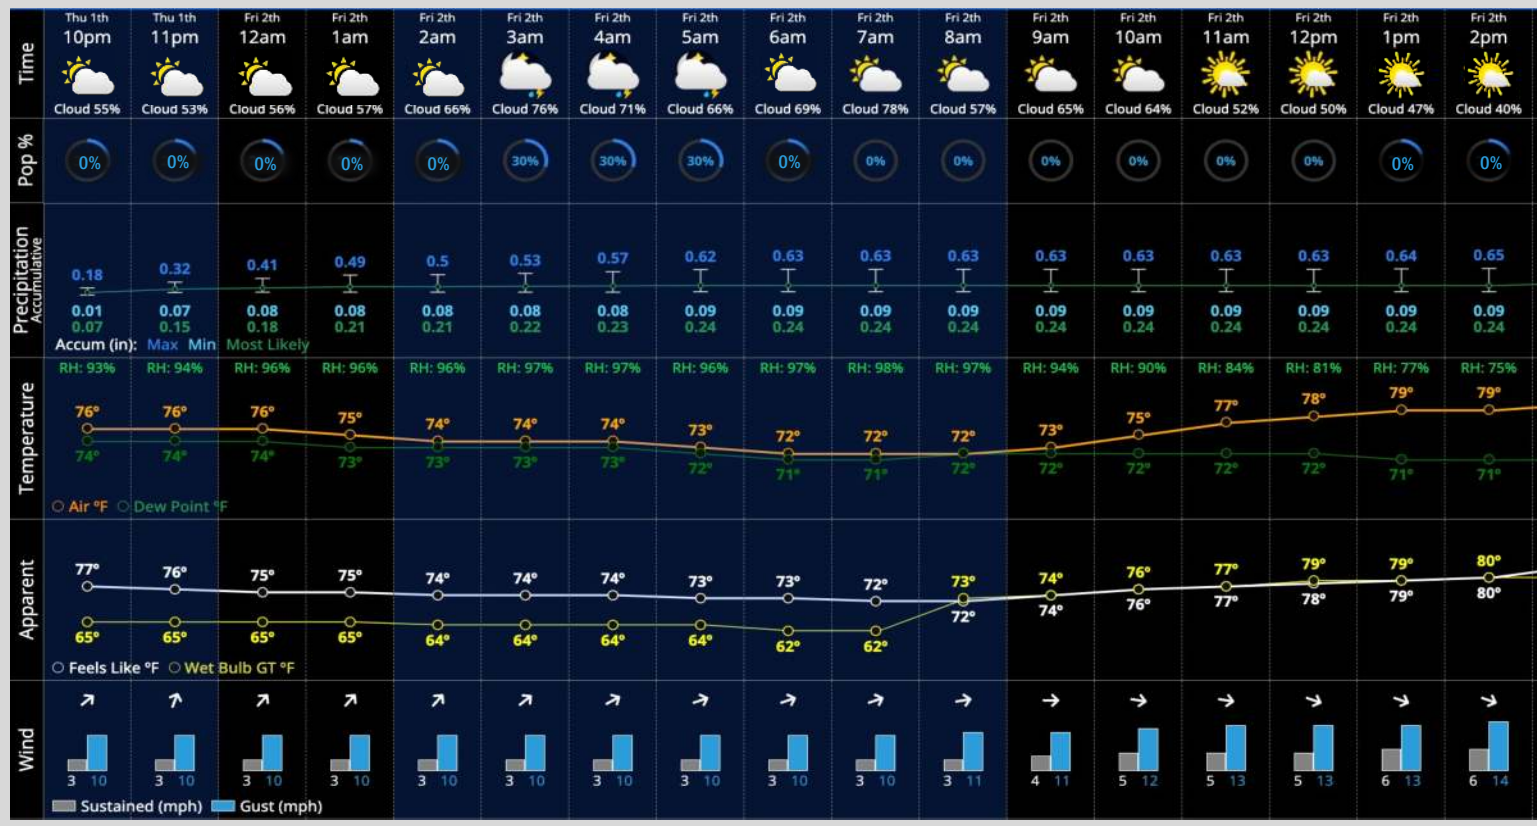 Thu 1th Thu 1th Fri 2th Fri 2th Fri 2th Fri 2th Fri 2th Fri 2th Fri 2th Fri 2th Fri 2th Fri 2th Fri 2th Fri 2th Fri 2th Fri 2th Fri 2th
Time 10pm 11pm 12am 1am 2am 3am 4am 5am 6am 7am 8am 9am 10am 11am 12pm 1pm 2pm
Cloud 55% Cloud 53% Cloud 56% Cloud 57% Cloud 66% Cloud 76% Cloud 71% Cloud 66% Cloud 69% Cloud 78% Cloud 57% Cloud 65% Cloud 64% Cloud 52% Cloud 50% Cloud 47% Cloud 40%
Pop % 0% 0% 0% 0% 0% 30% 30% 30% 0% 0% 0% 0% 0% 0% 0% 0% 0%
Precipitation
Accumulative
0.18 0.32 0.41 0.49 0.5 0.53 0.57 0.62 0.63 0.63 0.63 0.63 0.63 0.63 0.63 0.64 0.65
0.01 0.07 0.08 0.08 0.08 0.08 0.08 0.09 0.09 0.09 0.09 0.09 0.09 0.09 0.09 0.09 0.09
0.07 0.15 0.18 0.21 0.21 0.22 0.23 0.24 0.24 0.24 0.24 0.24 0.24 0.24 0.24 0.24 0.24
Accum (in): Max Min Most Likely
Temperature
RH: 93% RH: 94% RH: 96% RH: 96% RH: 96% RH: 97% RH: 97% RH: 96% RH: 97% RH: 98% RH: 97% RH: 94% RH: 90% RH: 84% RH: 81% RH: 77% RH: 75%
76° 76° 76° 75° 74° 74° 74° 73° 72° 72° 72° 73° 75° 77° 78° 79° 79°
74° 74° 74° 73° 73° 73° 73° 72° 71° 71° 72° 72° 72° 72° 72° 71° 71°
Air °F Dew Point °F
Apparent
77° 76° 75° 75° 74° 74° 74° 73° 73° 72° 73° 74° 76° 77° 79° 79° 80°
65° 65° 65° 65° 64° 64° 64° 64° 62° 62° 72° 74° 76° 77° 78° 79° 80°
Feels Like °F Wet Bulb GT °F
Wind
3 10 3 10 3 10 3 10 3 10 3 10 3 10 3 10 3 10 3 10 3 11 4 11 5 12 5 13 5 13 6 13 6 14
Sustained (mph) Gust (mph)